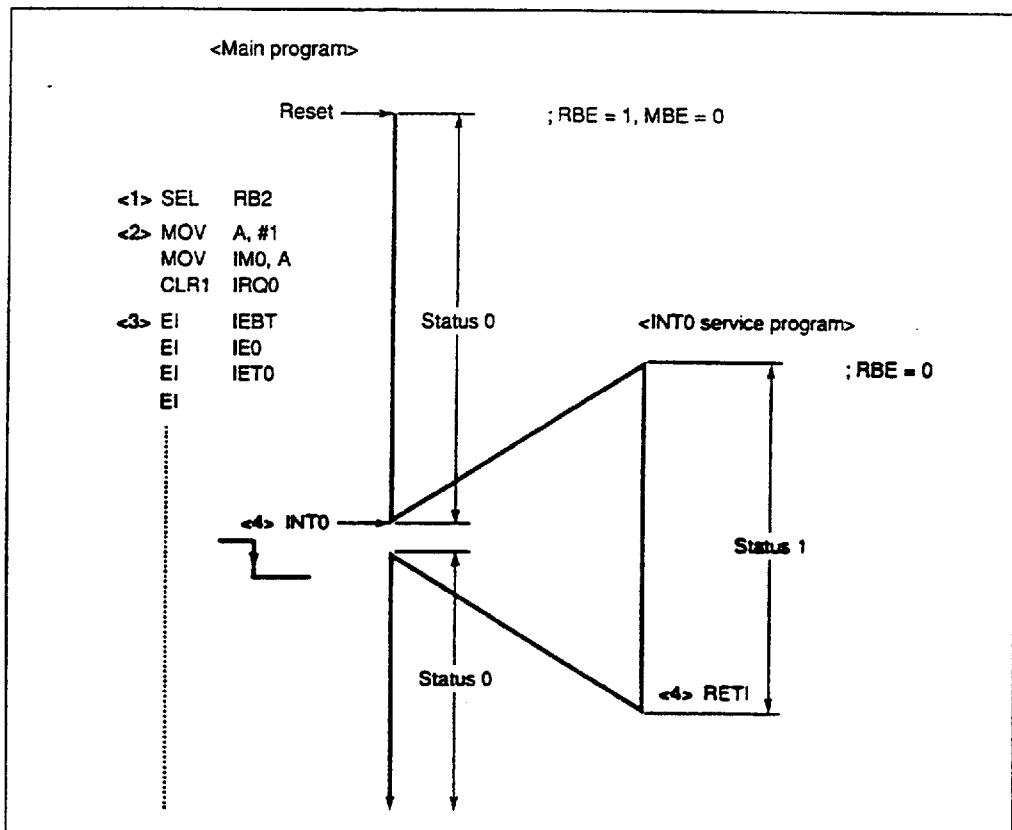 <Main program>
Reset
; RBE = 1, MBE = 0
<1> SEL RB2
<2> MOV A, #1
MOV IM0, A
CLR1 IRQ0
<3> EI IEBT
EI IE0
EI IET0
EI
Status 0
<INT0 service program>
; RBE = 0
<4> INT0
Status 1
Status 0
<4> RETI